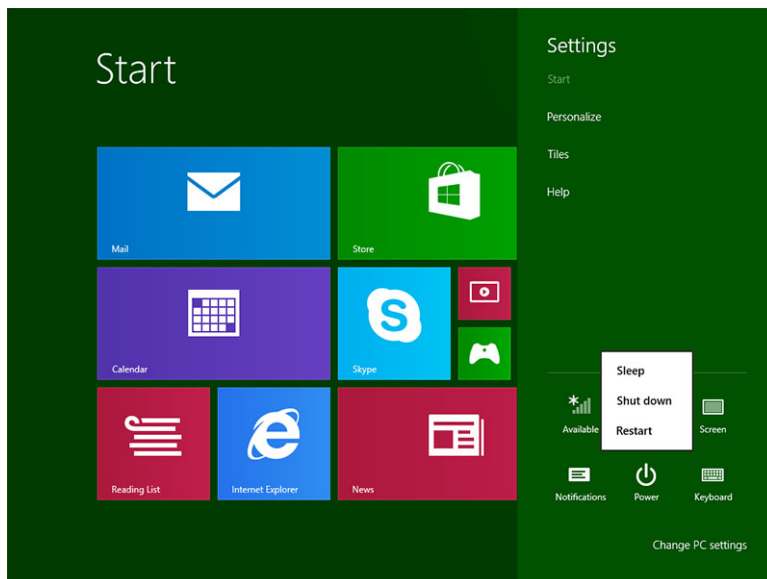 Start
Mail
Store
Calendar
Skype
Reading List
Internet Explorer
News
Settings
Start
Personalize
Tiles
Help
Sleep
Shut down
Restart
Available
Screen
Notifications
Power
Keyboard
Change PC settings